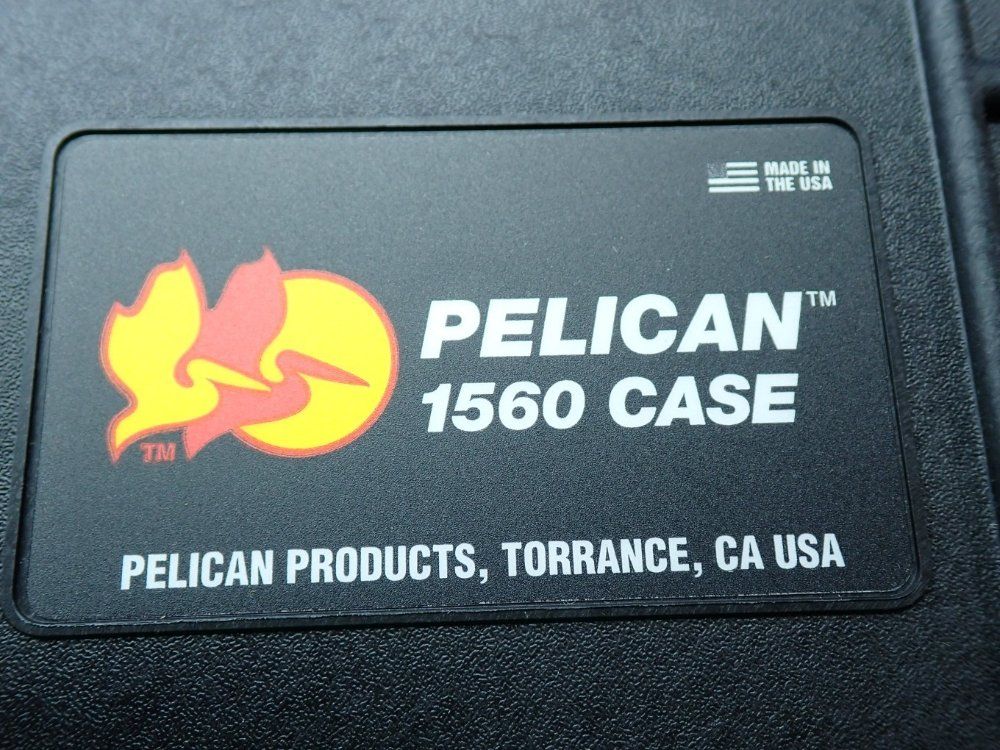 MADE IN
THE USA
PELICAN™
1560 CASE
TM
PELICAN PRODUCTS, TORRANCE, CA USA